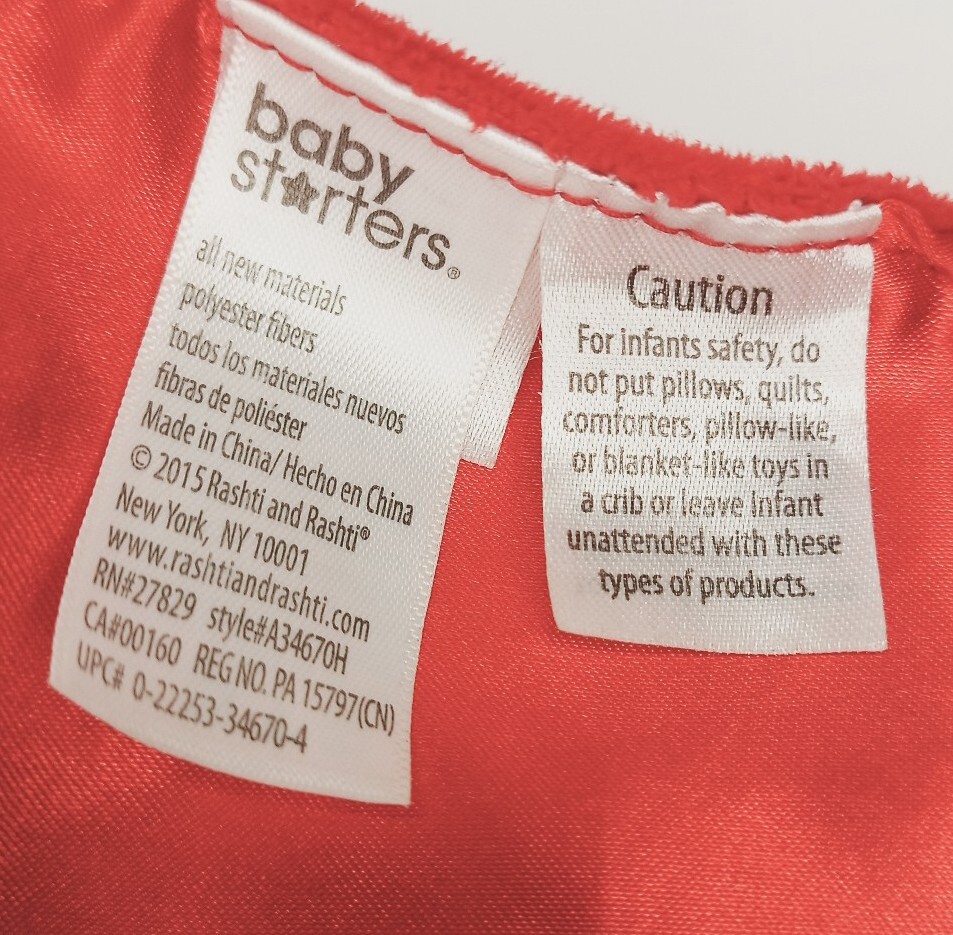 baby
starters®
all new materials
polyester fibers
todos los materiales nuevos
fibras de poliéster
Made in China/ Hecho en China
© 2015 Rashti and Rashti®
New York, NY 10001
www.rashtiandrashti.com
RN#27829 style#A34670H
CA#00160 REG NO. PA 15797(CN)
UPC# 0-22253-34670-4
Caution
For infants safety, do
not put pillows, quilts,
comforters, pillow-like,
or blanket-like toys in
a crib or leave infant
unattended with these
types of products.